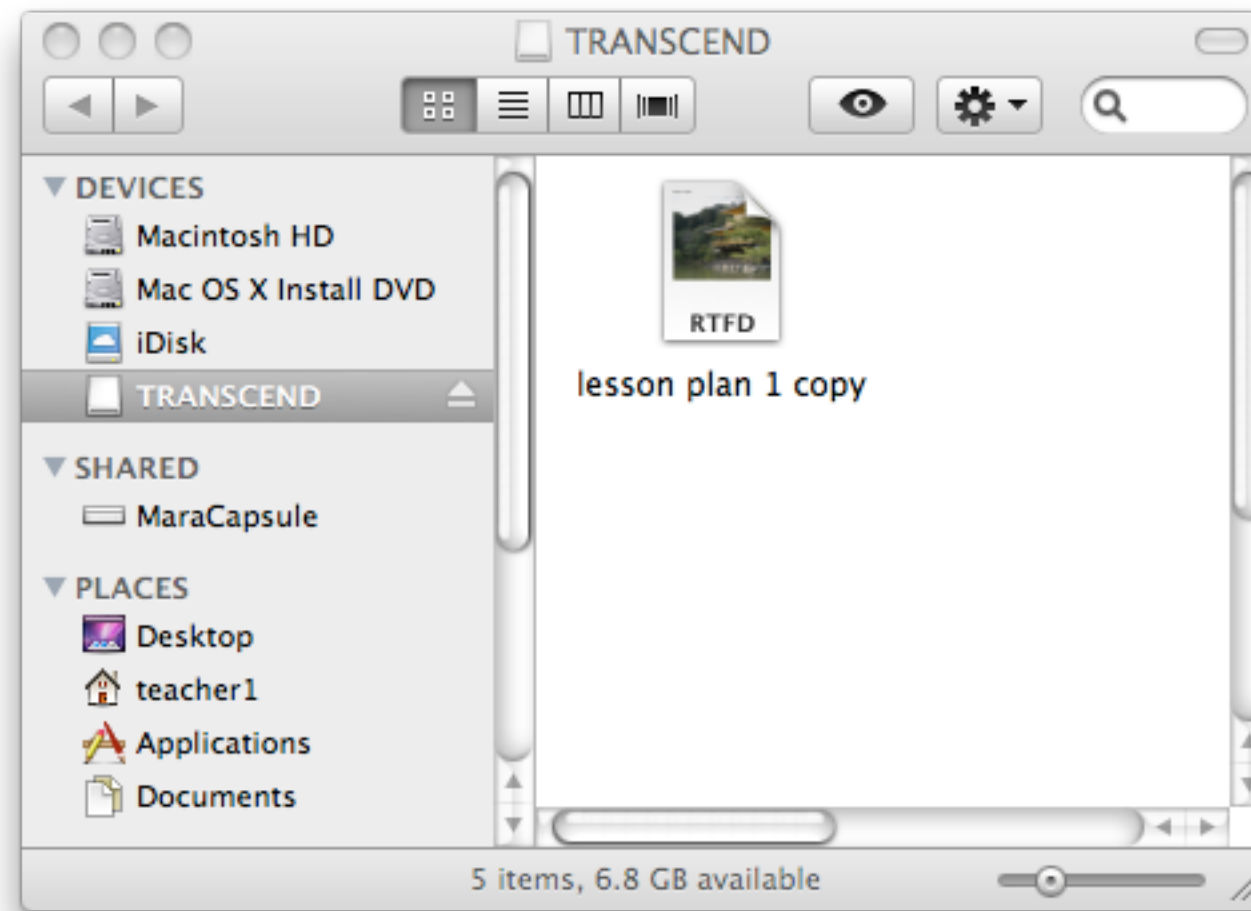 TRANSCEND
DEVICES
Macintosh HD
Mac OS X Install DVD
iDisk
TRANSCEND
SHARED
MaraCapsule
PLACES
Desktop
teacher1
Applications
Documents
RTFD
lesson plan 1 copy
5 items, 6.8 GB available